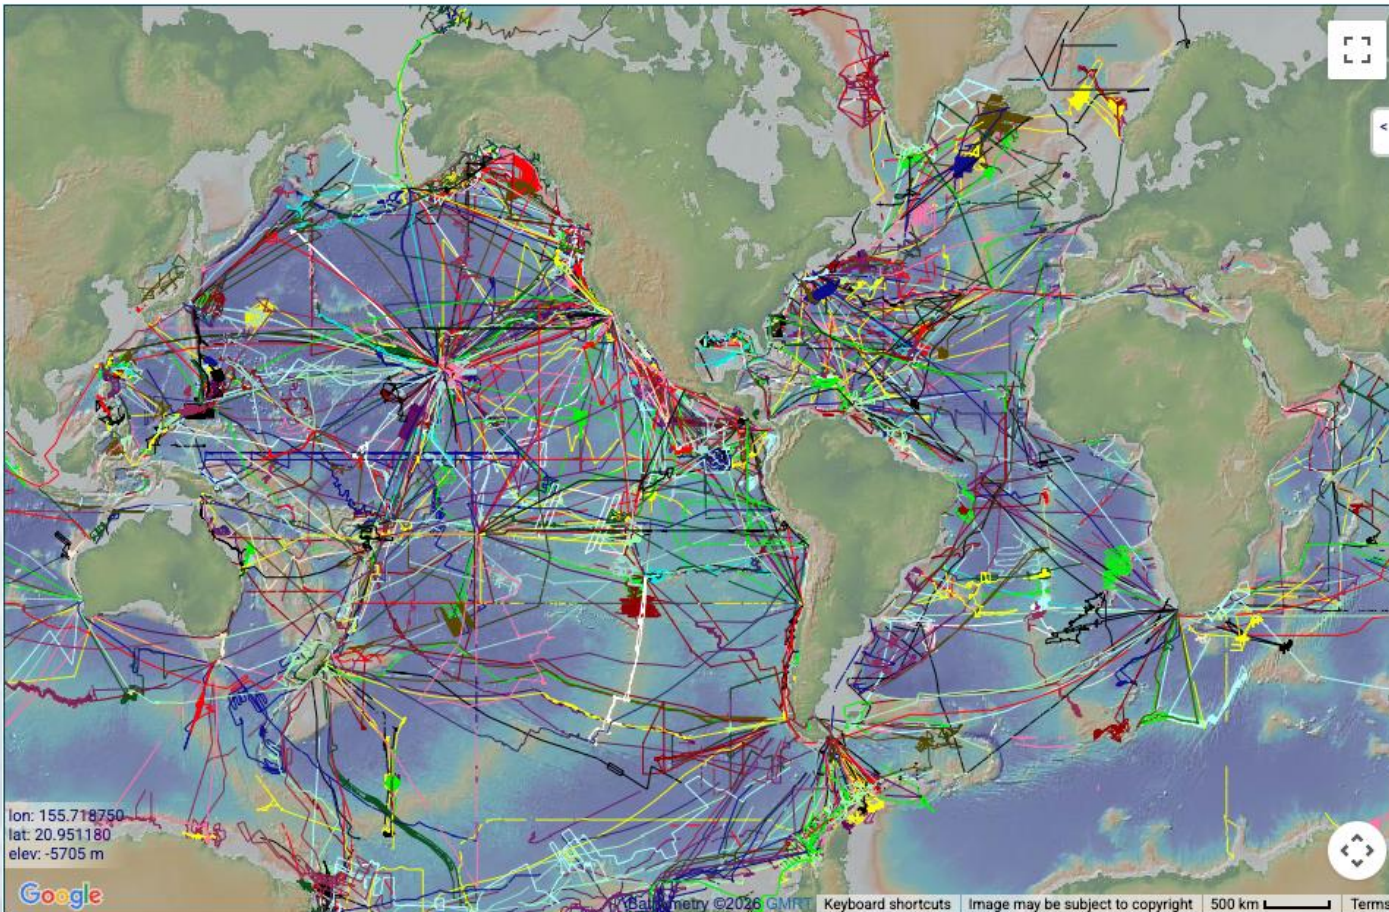 <
lon: 155.718750
lat: 20.951180
elev: -5705 m
Google
Bathymetry ©2026 GMRT
Keyboard shortcuts
Image may be subject to copyright
500 km
Terms